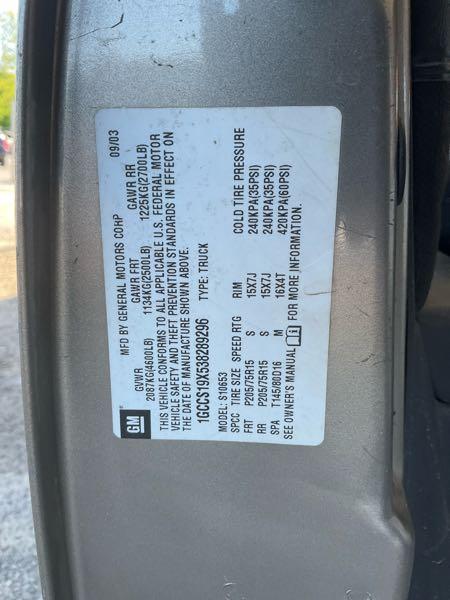 GM
MFD BY GENERAL MOTORS CORP 09/03
GVWR GAWR FRT GAWR RR
2087KG(4600LB) 1134KG(2500LB) 1225KG(2700LB)
THIS VEHICLE CONFORMS TO ALL APPLICABLE U.S. FEDERAL MOTOR
VEHICLE SAFETY AND THEFT PREVENTION STANDARDS IN EFFECT ON
THE DATE OF MANUFACTURE SHOWN ABOVE.
1GCCS19X538289296 TYPE: TRUCK
MODEL: S10653
SPCC TIRE SIZE SPEED RTG RIM COLD TIRE PRESSURE
FRT P205/75R15 S 15X7J 240KPA(35PSI)
RR P205/75R15 S 15X7J 240KPA(35PSI)
SPA T145/80D16 M 16X4T 420KPA(60PSI)
SEE OWNER'S MANUAL FOR MORE INFORMATION.